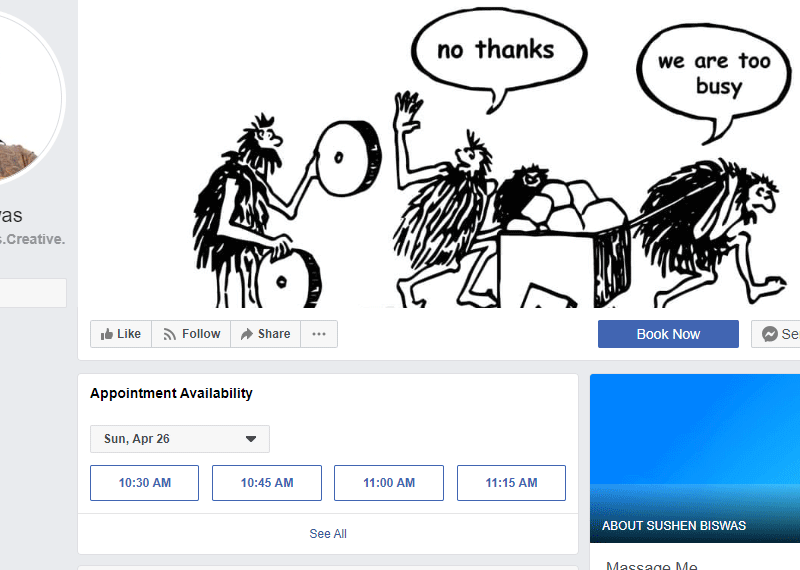 no thanks
we are too
busy
was
s.Creative.
Like
Follow
Share
Book Now
Se
Appointment Availability
Sun, Apr 26
10:30 AM
10:45 AM
11:00 AM
11:15 AM
See All
ABOUT SUSHEN BISWAS
Massage Me